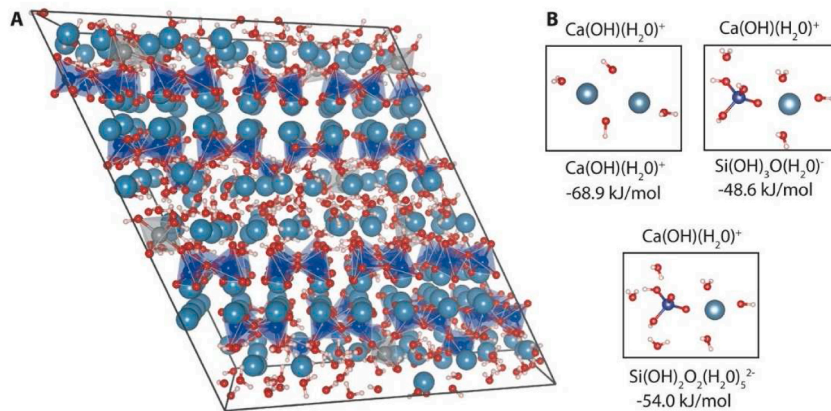 A
B
Ca(OH)(H₂0)⁺
Ca(OH)(H₂0)⁺
-68.9 kJ/mol
Ca(OH)(H₂0)⁺
Si(OH)₃O(H₂0)⁻
-48.6 kJ/mol
Ca(OH)(H₂0)⁺
Si(OH)₂O₂(H₂0)₅²⁻
-54.0 kJ/mol